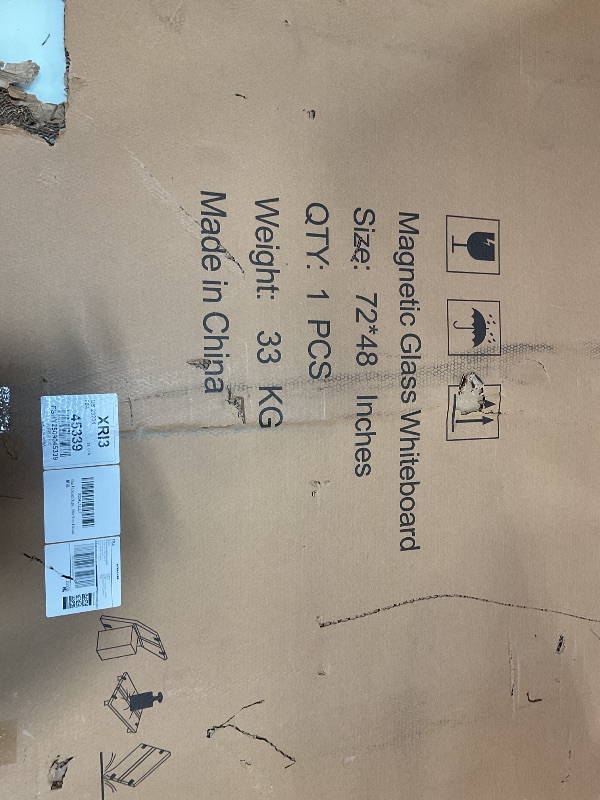 Magnetic Glass Whiteboard
Size: 72*48 Inches
QTY: 1 PCS
Weight: 33 KG
Made in China
XRI3
45339